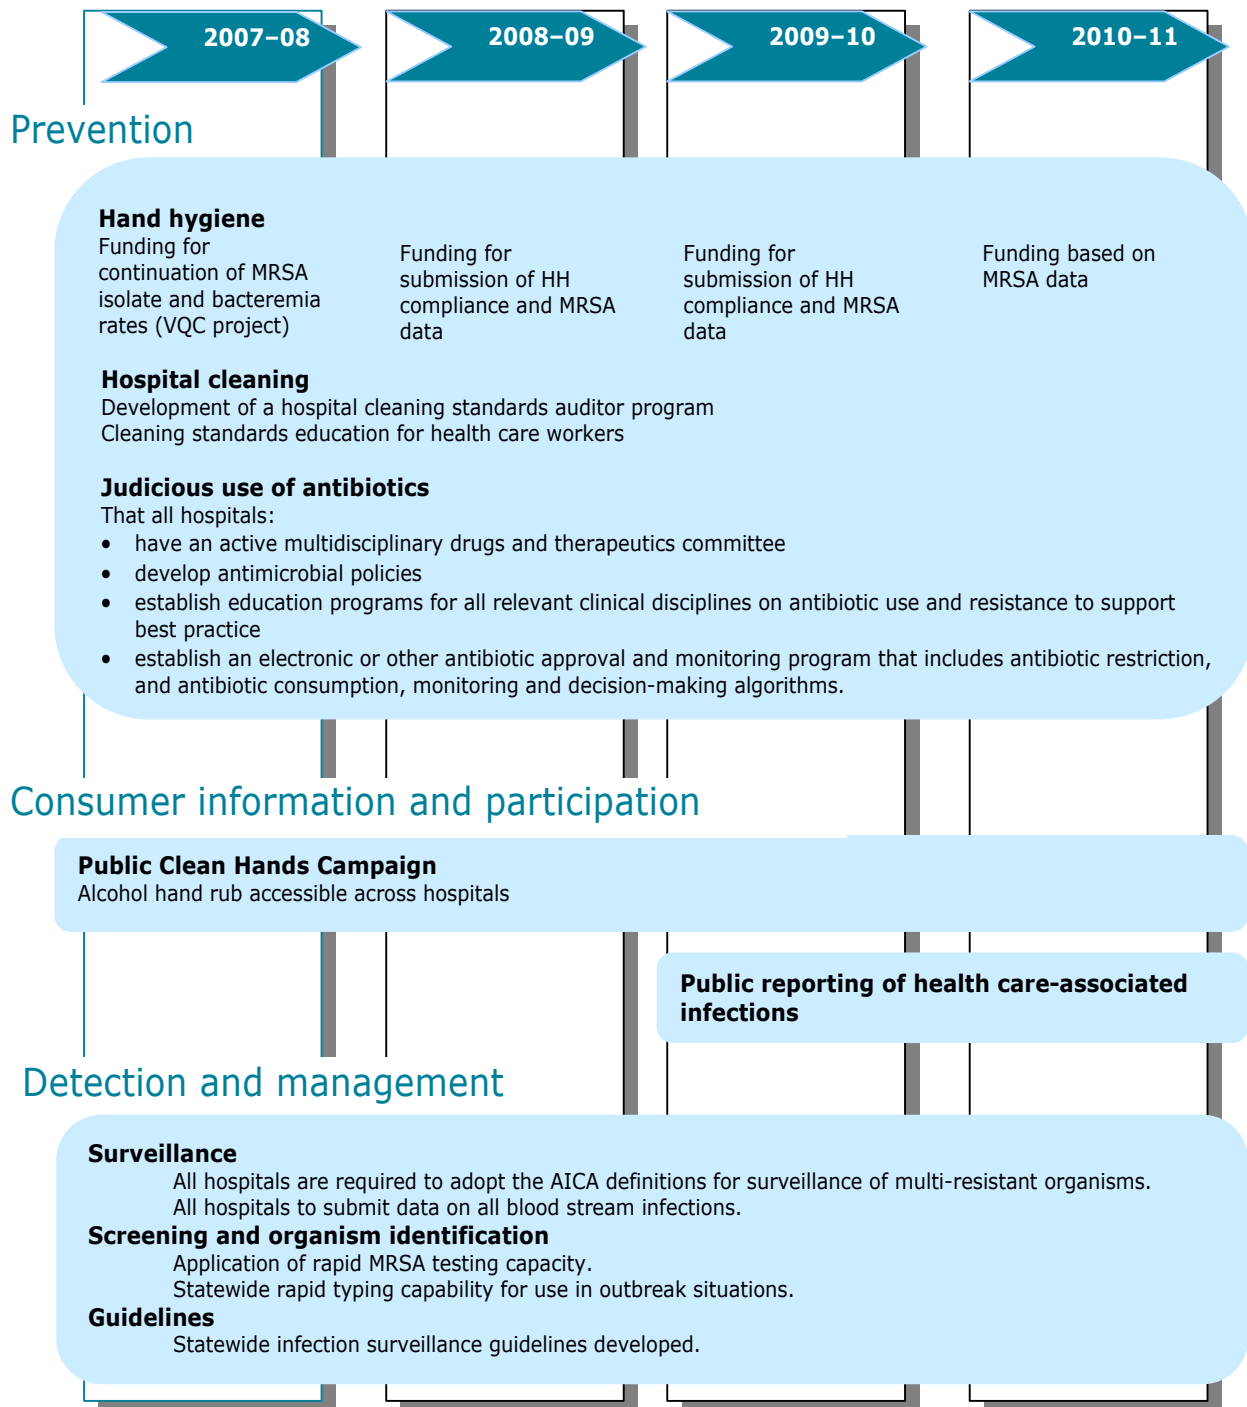 2007–08
2008–09
2009–10
2010–11
Prevention
Hand hygiene
Funding for
continuation of MRSA
isolate and bacteremia
rates (VQC project)
Funding for
submission of HH
compliance and MRSA
data
Funding for
submission of HH
compliance and MRSA
data
Funding based on
MRSA data
Hospital cleaning
Development of a hospital cleaning standards auditor program
Cleaning standards education for health care workers
Judicious use of antibiotics
That all hospitals:
• have an active multidisciplinary drugs and therapeutics committee
• develop antimicrobial policies
• establish education programs for all relevant clinical disciplines on antibiotic use and resistance to support
best practice
• establish an electronic or other antibiotic approval and monitoring program that includes antibiotic restriction,
and antibiotic consumption, monitoring and decision-making algorithms.
Consumer information and participation
Public Clean Hands Campaign
Alcohol hand rub accessible across hospitals
Public reporting of health care-associated
infections
Detection and management
Surveillance
All hospitals are required to adopt the AICA definitions for surveillance of multi-resistant organisms.
All hospitals to submit data on all blood stream infections.
Screening and organism identification
Application of rapid MRSA testing capacity.
Statewide rapid typing capability for use in outbreak situations.
Guidelines
Statewide infection surveillance guidelines developed.